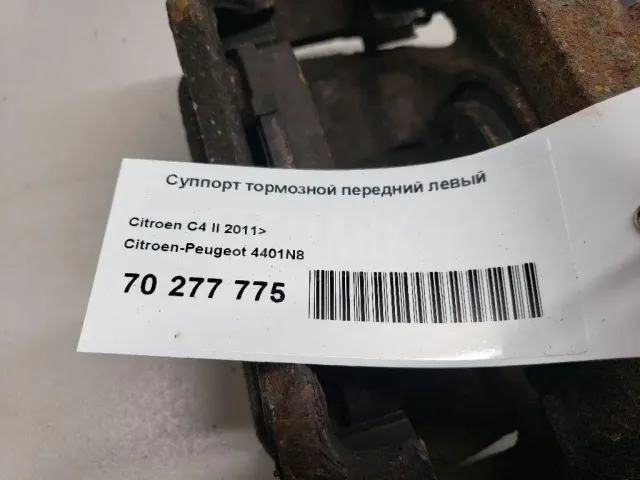 Суппорт тормозной передний левый
Citroen C4 II 2011>
Citroen-Peugeot 4401N8
70 277 775